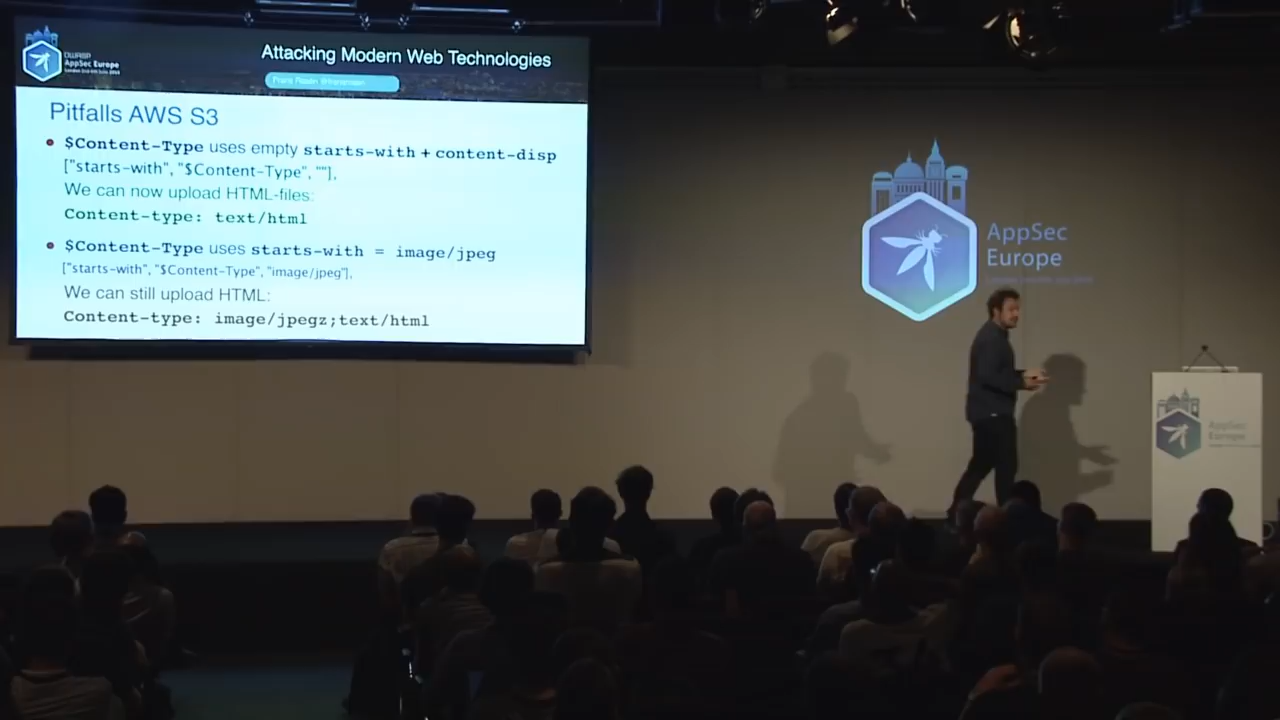 OWASP
AppSec Europe
Attacking Modern Web Technologies
Pitfalls AWS S3
$Content-Type uses empty starts-with + content-disp
["starts-with", "$Content-Type", ""],
We can now upload HTML-files:
Content-type: text/html
$Content-Type uses starts-with = image/jpeg
["starts-with", "$Content-Type", "image/jpeg"],
We can still upload HTML:
Content-type: image/jpegz;text/html
AppSec
Europe
AppSec
Europe